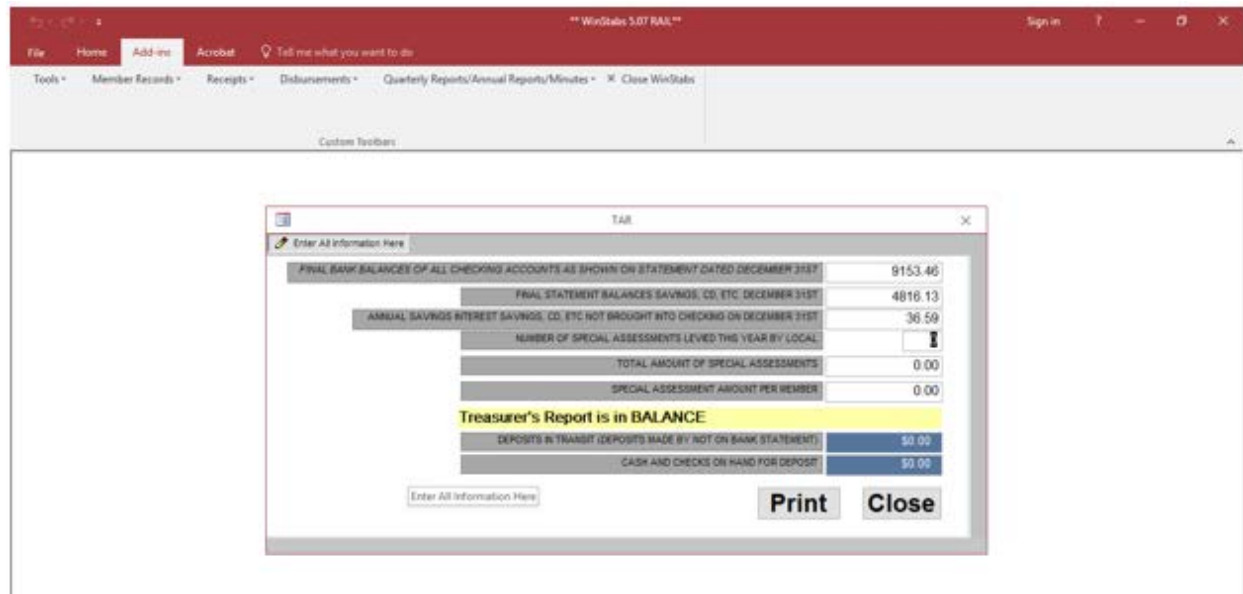 ** WinStabs 5.07 RAIL**
Sign in ?
File Home Add-ins Acrobat Tell me what you want to do
Tools Member Records Receipts Disbursements Quarterly Reports/Annual Reports/Minutes Close WinStabs
Custom Toolbars
TAR
Enter All Information Here
FINAL BANK BALANCES OF ALL CHECKING ACCOUNTS AS SHOWN ON STATEMENT DATED DECEMBER 31ST 9153.46
FINAL STATEMENT BALANCES SAVINGS, CD, ETC. DECEMBER 31ST 4816.13
ANNUAL SAVINGS INTEREST SAVINGS, CD, ETC NOT BROUGHT INTO CHECKING ON DECEMBER 31ST 36.59
NUMBER OF SPECIAL ASSESSMENTS LEVIED THIS YEAR BY LOCAL 0
TOTAL AMOUNT OF SPECIAL ASSESSMENTS 0.00
SPECIAL ASSESSMENT AMOUNT PER MEMBER 0.00
Treasurer's Report is in BALANCE
DEPOSITS IN TRANSIT (DEPOSITS MADE BY NOT ON BANK STATEMENT) $0.00
CASH AND CHECKS ON HAND FOR DEPOSIT $0.00
Enter All Information Here
Print Close